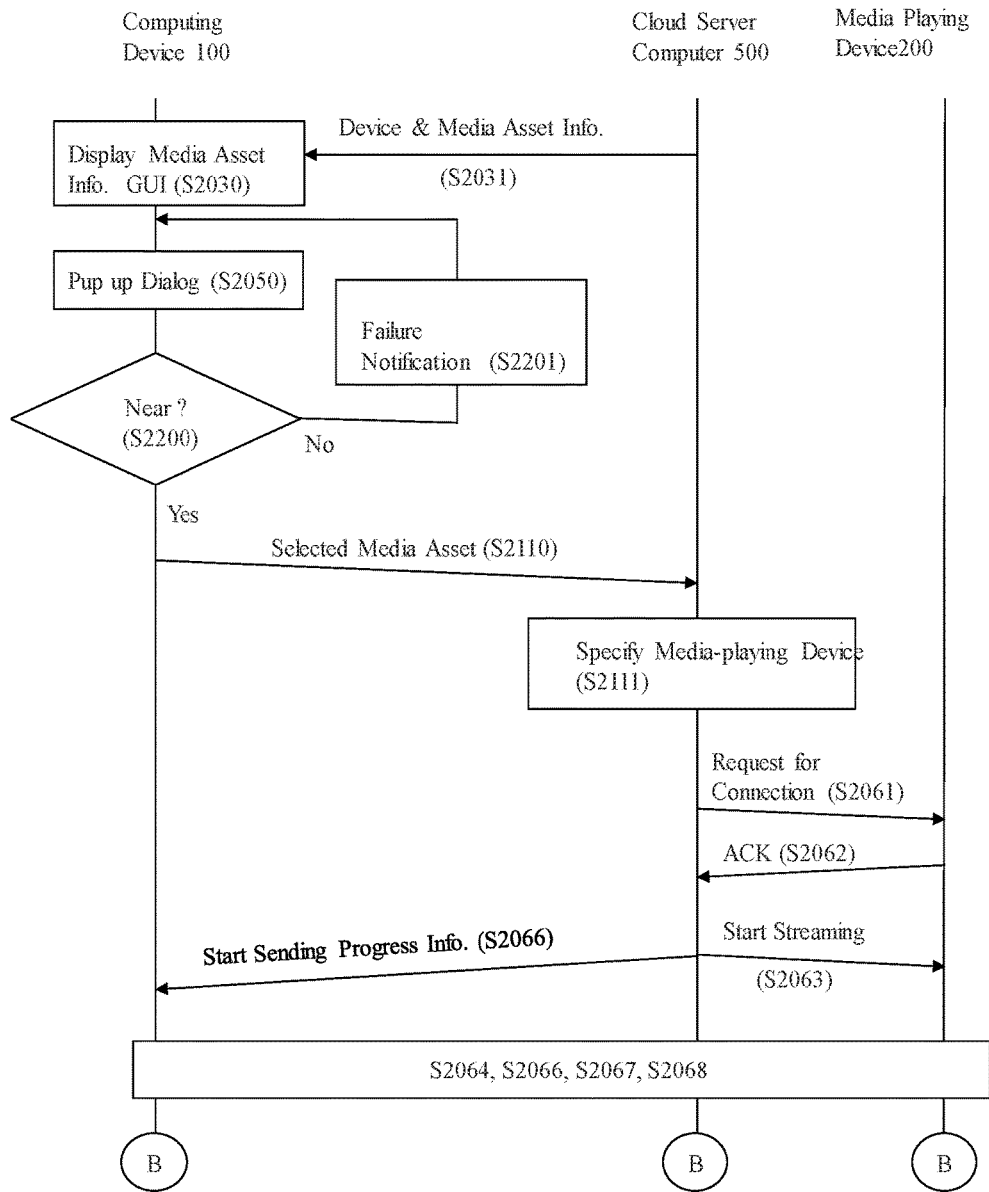 Computing
Device 100
Cloud Server
Computer 500
Media Playing
Device200
Device & Media Asset Info.
(S2031)
Display Media Asset
Info. GUI (S2030)
Pup up Dialog (S2050)
Failure
Notification (S2201)
Near ?
(S2200)
No
Yes
Selected Media Asset (S2110)
Specify Media-playing Device
(S2111)
Request for
Connection (S2061)
ACK (S2062)
Start Sending Progress Info. (S2066)
Start Streaming
(S2063)
S2064, S2066, S2067, S2068
B
B
B